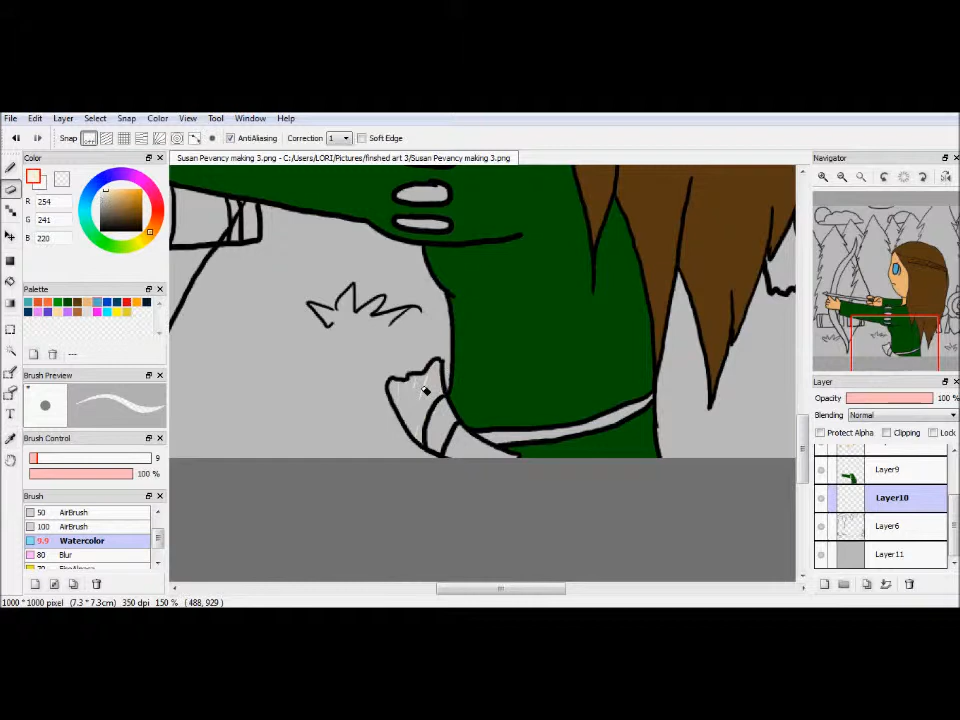 File Edit Layer Select Snap Color View Tool Window Help
Snap AntiAliasing Correction 1 Soft Edge
Color
Susan Pevancy making 3.png - C:/Users/LORI/Pictures/finshed art 3/Susan Pevancy making 3.png
Navigator
R 254
G 241
B 220
Palette
---
Brush Preview
Brush Control
9
100 %
Brush
50 AirBrush
100 AirBrush
9.9 Watercolor
80 Blur
Layer
Opacity 100 %
Blending Normal
Protect Alpha Clipping Lock
Layer9
Layer10
Layer6
Layer11
1000 * 1000 pixel (7.3 * 7.3cm) 350 dpi 150 % ( 488, 929 )